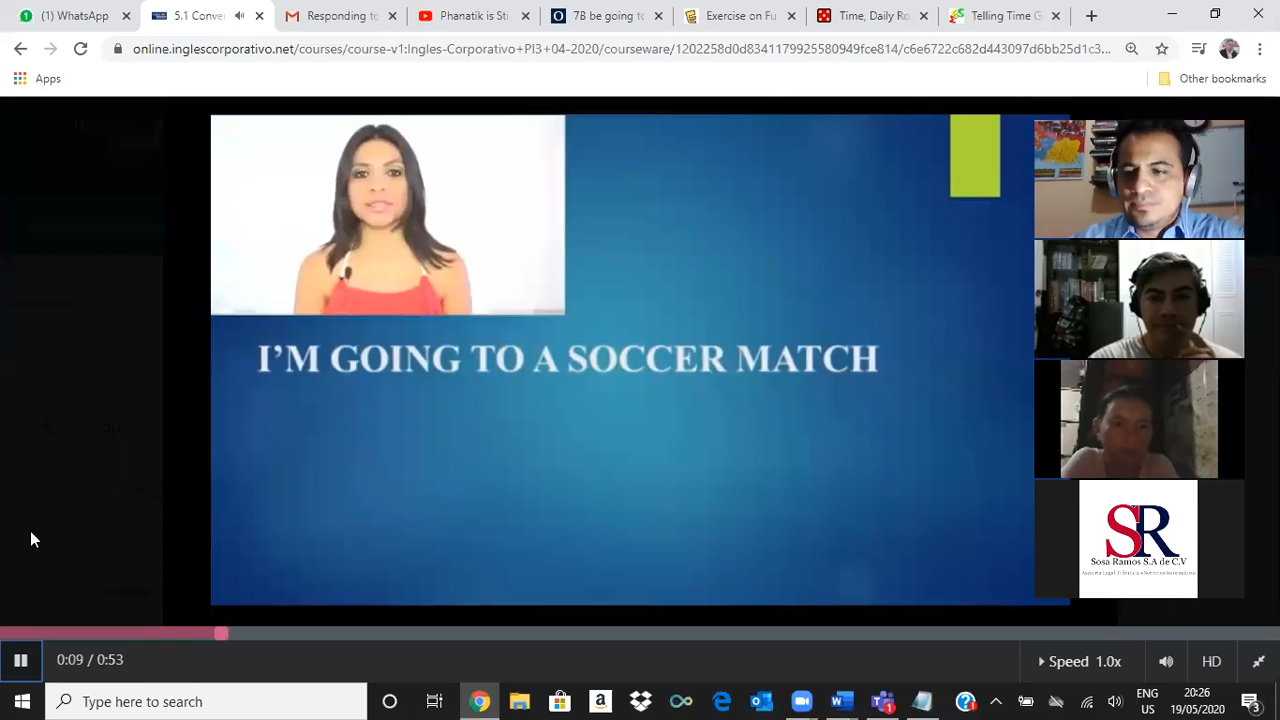 (1) WhatsApp
5.1 Conver
Responding to
Phanatik is St
7B be going to
Exercise on Fu
Time, Daily Ro
Telling Time G
online.inglescorporativo.net/courses/course-v1:Ingles-Corporativo+PI3+04-2020/courseware/1202258d0d8341179925580949fce814/c6e6722c682d443097d6bb25d1c3...
Apps
Other bookmarks
I'M GOING TO A SOCCER MATCH
SR
Sosa Ramos S.A de C.V
0:09 / 0:53
Speed 1.0x
HD
Type here to search
ENG
US
20:26
19/05/2020